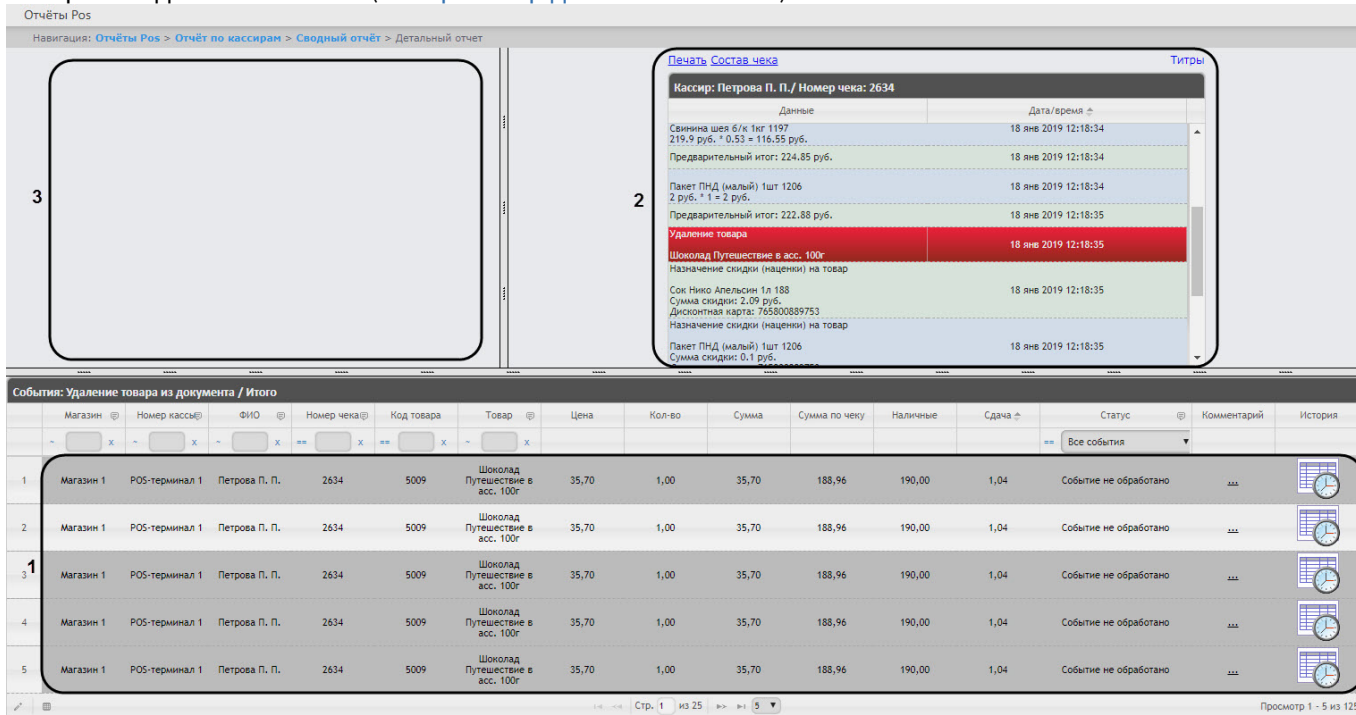 Отчёты Pos
Навигация: Отчёты Pos > Отчёт по кассирам > Сводный отчёт > Детальный отчет
Печать Состав чека Титры
Кассир: Петрова П. П./ Номер чека: 2634
Данные Дата/время
Свинина шея б/к 1кг 1197
219.9 руб. * 0.53 = 116.55 руб.
18 янв 2019 12:18:34
Предварительный итог: 224.85 руб. 18 янв 2019 12:18:34
Пакет ПНД (малый) 1шт 1206
2 руб. * 1 = 2 руб.
18 янв 2019 12:18:34
Предварительный итог: 222.88 руб. 18 янв 2019 12:18:35
Удаление товара
Шоколад Путешествие в асс. 100г
18 янв 2019 12:18:35
Назначение скидки (наценки) на товар
Сок Нико Апельсин 1л 188
Сумма скидки: 2.09 руб.
Дисконтная карта: 765800889753
18 янв 2019 12:18:35
Назначение скидки (наценки) на товар
Пакет ПНД (малый) 1шт 1206
Сумма скидки: 0.1 руб.
18 янв 2019 12:18:35
3
2
События: Удаление товара из документа / Итого
Магазин Номер кассы ФИО Номер чека Код товара Товар Цена Кол-во Сумма Сумма по чеку Наличные Сдача Статус Комментарий История
~ x ~ x ~ x == x == x ~ x == Все события
1 Магазин 1 POS-терминал 1 Петрова П. П. 2634 5009 Шоколад Путешествие в асс. 100г 35,70 1,00 35,70 188,96 190,00 1,04 Событие не обработано ...
2 Магазин 1 POS-терминал 1 Петрова П. П. 2634 5009 Шоколад Путешествие в асс. 100г 35,70 1,00 35,70 188,96 190,00 1,04 Событие не обработано ...
1
3 Магазин 1 POS-терминал 1 Петрова П. П. 2634 5009 Шоколад Путешествие в асс. 100г 35,70 1,00 35,70 188,96 190,00 1,04 Событие не обработано ...
4 Магазин 1 POS-терминал 1 Петрова П. П. 2634 5009 Шоколад Путешествие в асс. 100г 35,70 1,00 35,70 188,96 190,00 1,04 Событие не обработано ...
5 Магазин 1 POS-терминал 1 Петрова П. П. 2634 5009 Шоколад Путешествие в асс. 100г 35,70 1,00 35,70 188,96 190,00 1,04 Событие не обработано ...
Стр. 1 из 25 5 Просмотр 1 - 5 из 125